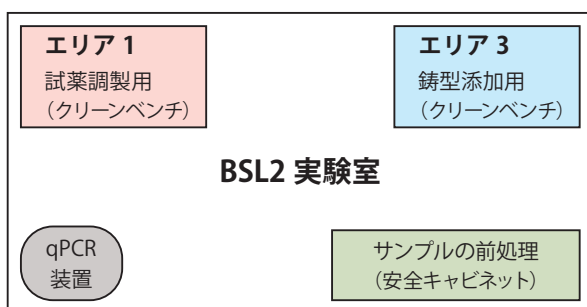 エリア 1
試薬調製用
（クリーンベンチ）
エリア 3
鋳型添加用
（クリーンベンチ）
BSL2 実験室
qPCR
装置
サンプルの前処理
（安全キャビネット）